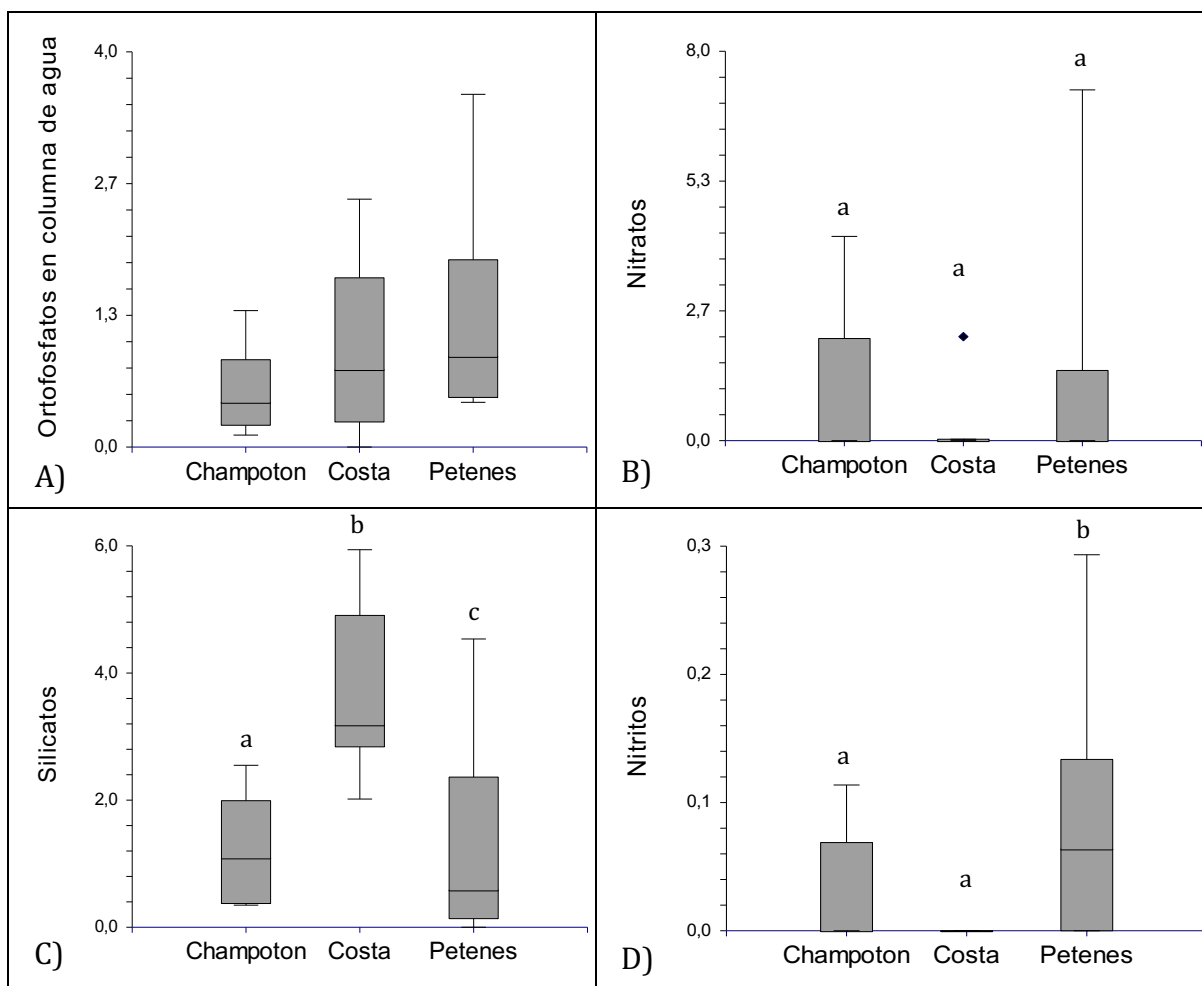 Ortofosfatos en columna de agua
4,0
2,7
1,3
0,0
Champoton Costa Petenes
A)
Nitratos
8,0
5,3
2,7
0,0
a
a
a
Champoton Costa Petenes
B)
Silicatos
6,0
4,0
2,0
0,0
a
b
c
Champoton Costa Petenes
C)
Nitritos
0,3
0,2
0,1
0,0
a
a
b
Champoton Costa Petenes
D)